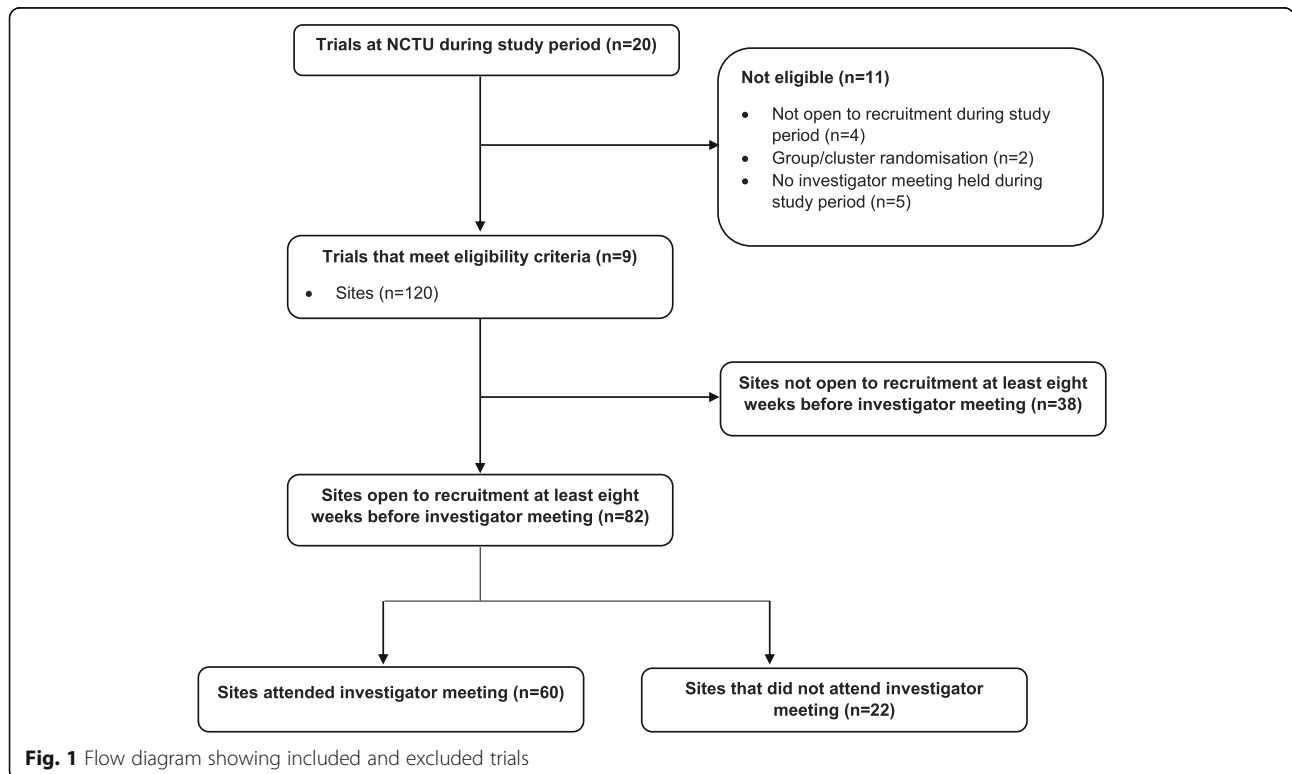 Trials at NCTU during study period (n=20)
Not eligible (n=11)
• Not open to recruitment during study
period (n=4)
• Group/cluster randomisation (n=2)
• No investigator meeting held during
study period (n=5)
Trials that meet eligibility criteria (n=9)
• Sites (n=120)
Sites not open to recruitment at least eight
weeks before investigator meeting (n=38)
Sites open to recruitment at least eight
weeks before investigator meeting (n=82)
Sites attended investigator meeting (n=60)
Sites that did not attend investigator
meeting (n=22)
Fig. 1 Flow diagram showing included and excluded trials